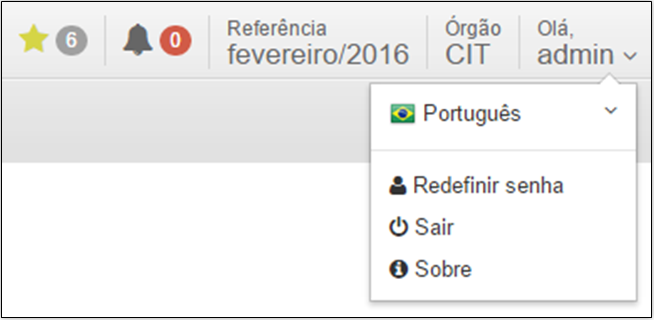 6
0
Referência
fevereiro/2016
Órgão
CIT
Olá,
admin
Português
Redefinir senha
Sair
Sobre